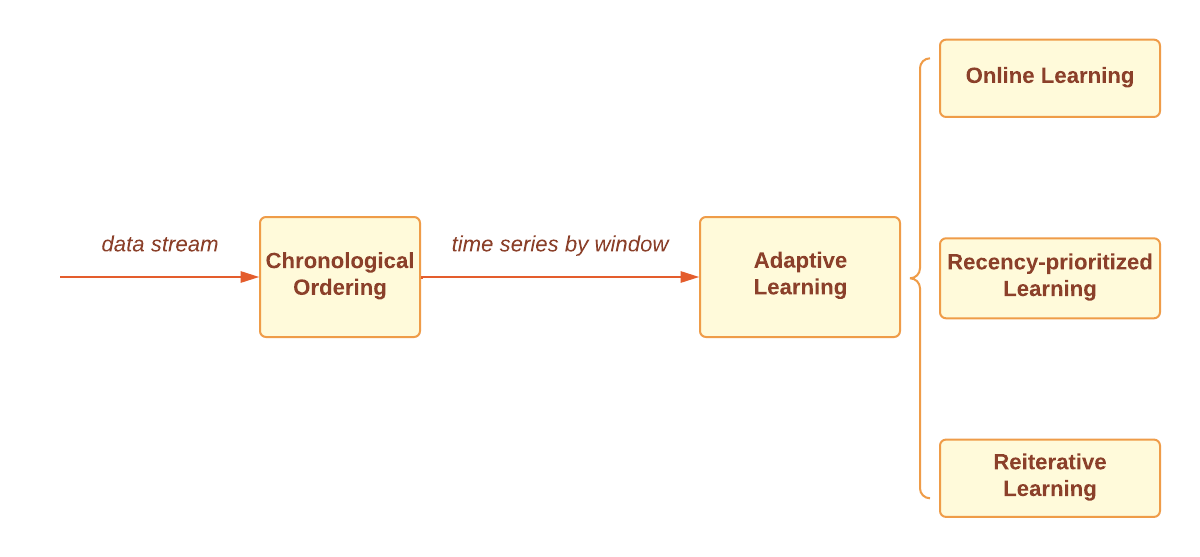 data stream
Chronological
Ordering
time series by window
Adaptive
Learning
Online Learning
Recency-prioritized
Learning
Reiterative
Learning